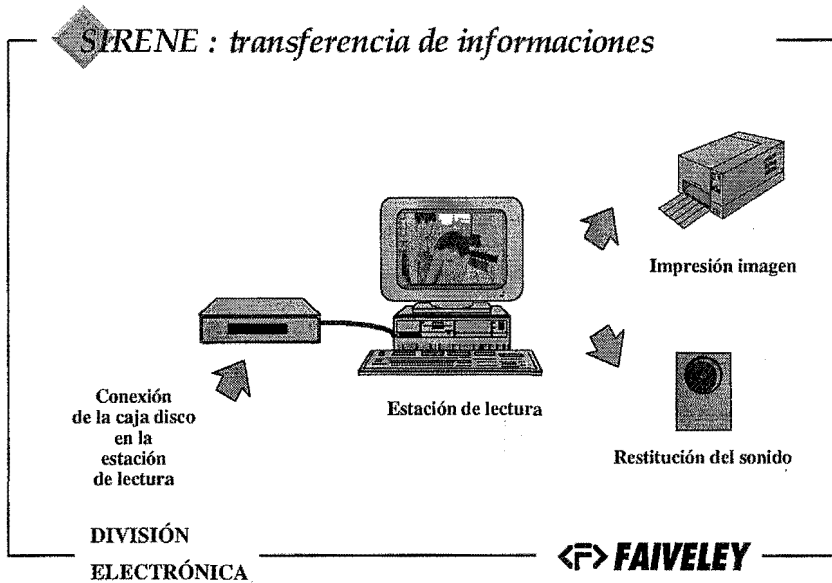 SIRENE : transferencia de informaciones
Impresión imagen
Conexión
de la caja disco
en la
estación
de lectura
Estación de lectura
Restitución del sonido
DIVISIÓN
ELECTRÓNICA
<F> FAIVELEY